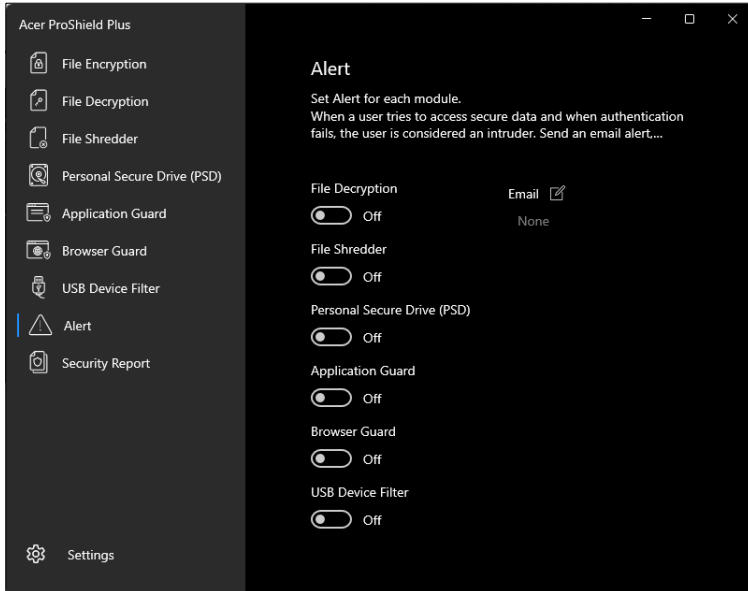 Acer ProShield Plus
File Encryption
File Decryption
File Shredder
Personal Secure Drive (PSD)
Application Guard
Browser Guard
USB Device Filter
Alert
Security Report
Settings
Alert
Set Alert for each module.
When a user tries to access secure data and when authentication
fails, the user is considered an intruder. Send an email alert,...
File Decryption
Off
Email
None
File Shredder
Off
Personal Secure Drive (PSD)
Off
Application Guard
Off
Browser Guard
Off
USB Device Filter
Off